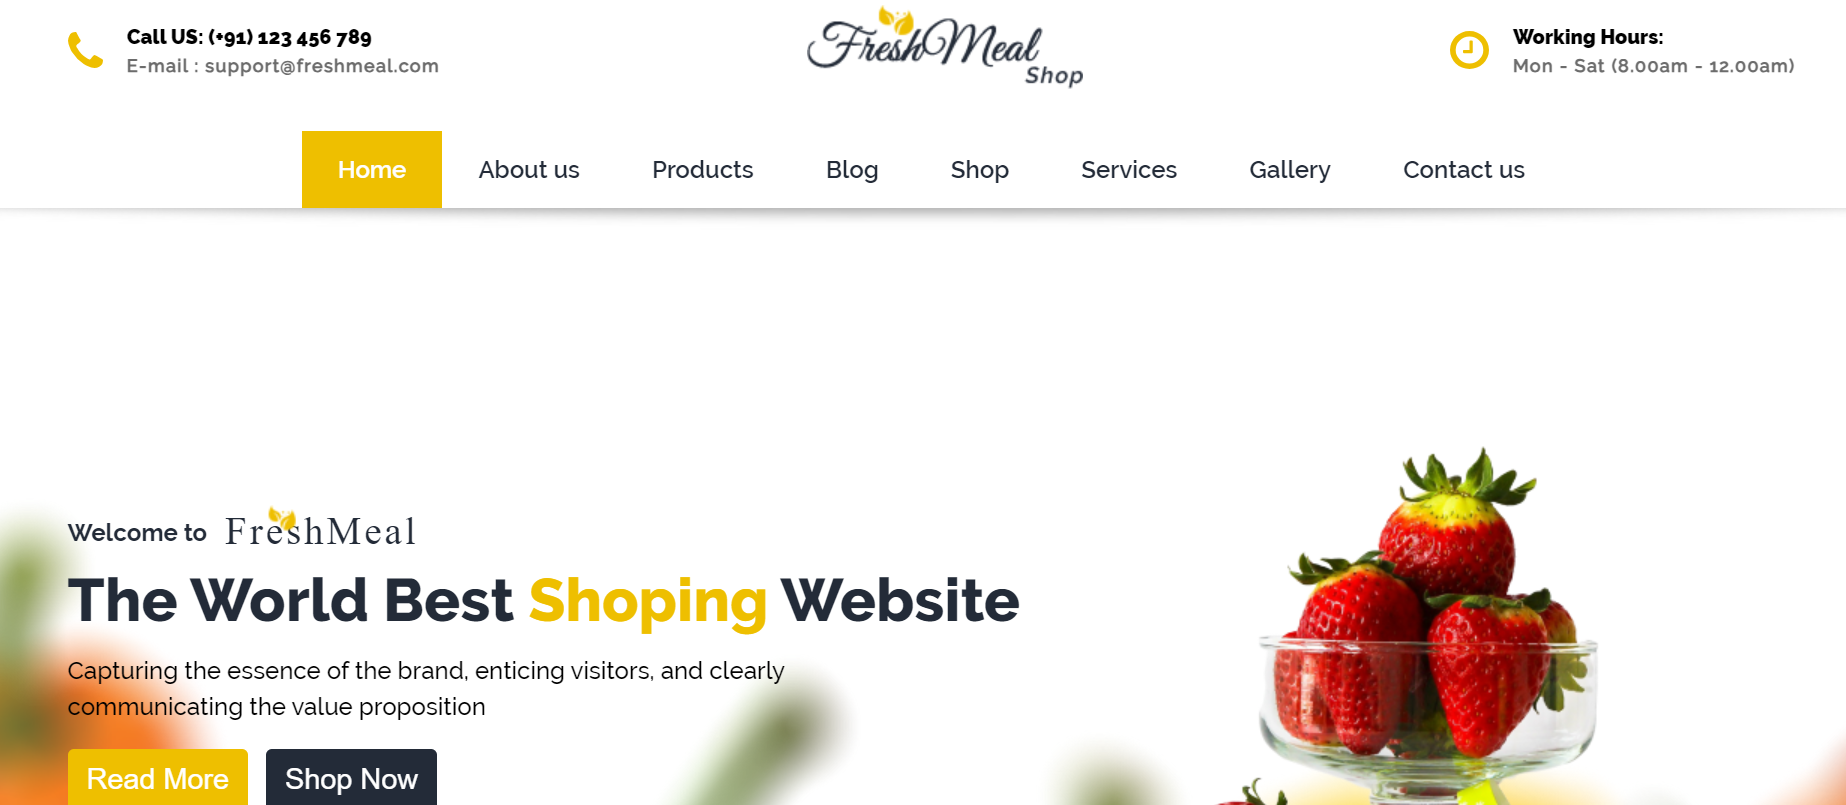 Call US: (+91) 123 456 789
E-mail : support@freshmeal.com
FreshMeal
Shop
Working Hours:
Mon - Sat (8.00am - 12.00am)
Home About us Products Blog Shop Services Gallery Contact us
Welcome to FreshMeal
The World Best Shoping Website
Capturing the essence of the brand, enticing visitors, and clearly
communicating the value proposition
Read More Shop Now